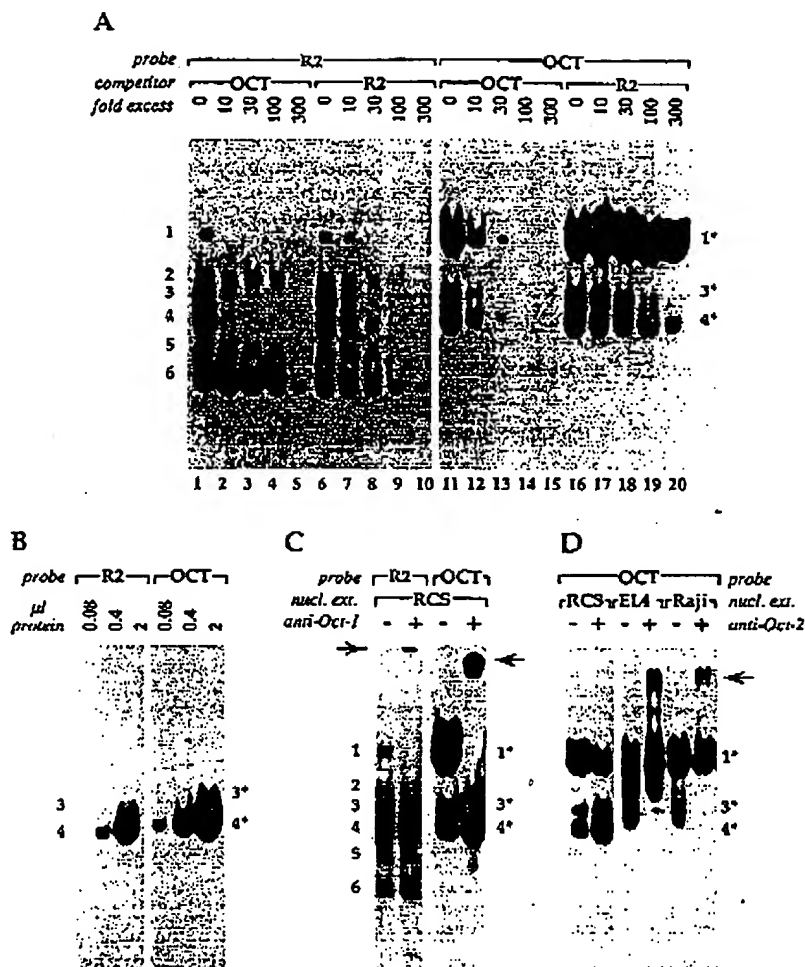 A
probe R2 OCT
competitor OCT R2 OCT R2
fold excess 0 10 30 100 300 0 10 30 100 300 0 10 30 100 300 0 10 30 100 300
1 1*
2
3 3*
4 4*
5
6
1 2 3 4 5 6 7 8 9 10 11 12 13 14 15 16 17 18 19 20
B
probe R2 OCT
µl protein 0.08 0.4 2 0.08 0.4 2
3 3*
4 4*
C
probe R2 OCT
nucl. ext. RCS
anti-Oct-1 - + - +
1 1*
2
3 3*
4 4*
5
6
D
OCT probe
RCS EL4 Raji nucl. ext.
- + - + - + anti-Oct-2
1*
3*
4*